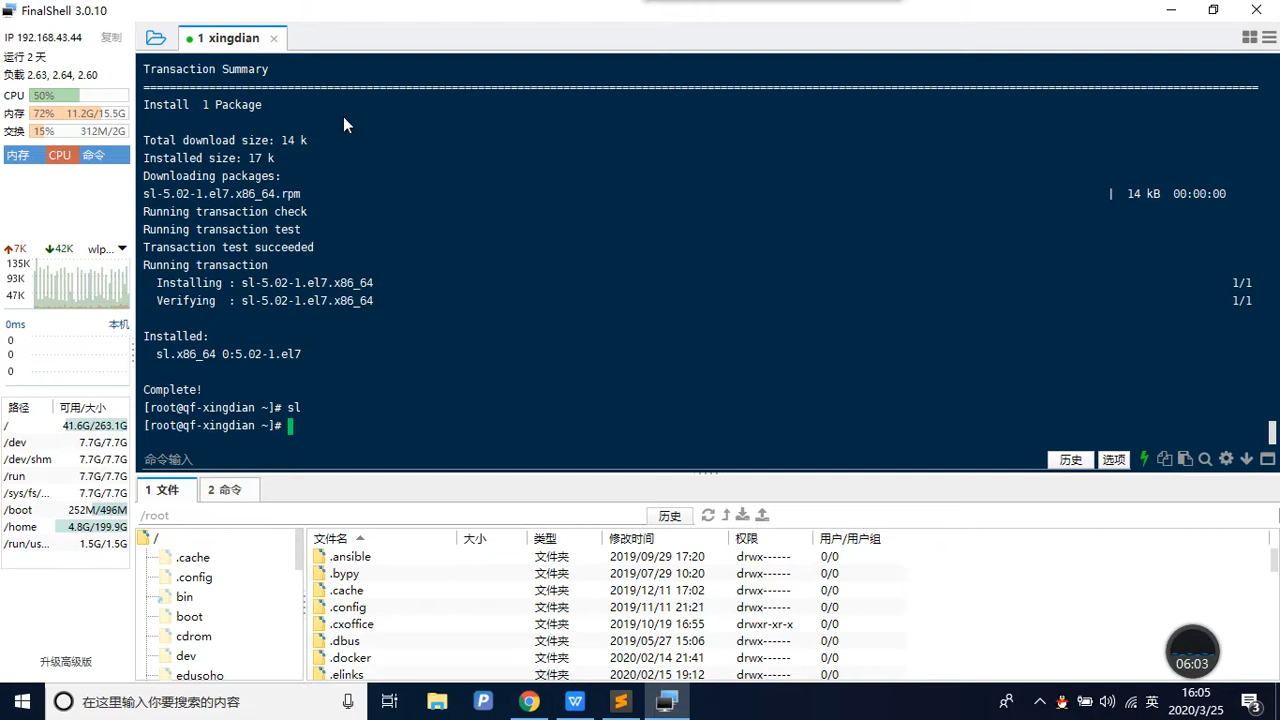 FinalShell 3.0.10
IP 192.168.43.44 复制
运行 2 天
负载 2.63, 2.64, 2.60
CPU 50%
内存 72% 11.2G/15.5G
交换 15% 312M/2G
内存 CPU 命令
7K 42K wlp...
135K
93K
47K
0ms 本机
0
0
0
路径 可用/大小
/ 41.6G/263.1G
/dev 7.7G/7.7G
/dev/shm 7.7G/7.7G
/run 7.7G/7.7G
/sys/fs/... 7.7G/7.7G
/boot 252M/496M
/home 4.8G/199.9G
/run/us... 1.5G/1.5G
升级高级版
1 xingdian
Transaction Summary
Install 1 Package
Total download size: 14 k
Installed size: 17 k
Downloading packages:
sl-5.02-1.el7.x86_64.rpm | 14 kB 00:00:00
Running transaction check
Running transaction test
Transaction test succeeded
Running transaction
Installing : sl-5.02-1.el7.x86_64 1/1
Verifying : sl-5.02-1.el7.x86_64 1/1
Installed:
sl.x86_64 0:5.02-1.el7
Complete!
[root@qf-xingdian ~]# sl
[root@qf-xingdian ~]#
命令输入 历史 选项
1 文件 2 命令
/root 历史
/
.cache
.config
bin
boot
cdrom
dev
edusoho
文件名 大小 类型 修改时间 权限 用户/用户组
.ansible 文件夹 2019/09/29 17:20 drwx------ 0/0
.bypy 文件夹 2019/07/29 10:20 drwx------ 0/0
.cache 文件夹 2019/12/11 17:02 drwx------ 0/0
.config 文件夹 2019/11/11 21:21 drwx------ 0/0
.cxoffice 文件夹 2019/10/19 16:55 drwxr-xr-x 0/0
.dbus 文件夹 2019/05/27 15:06 drwx------ 0/0
.docker 文件夹 2020/02/14 21:41 drwx------ 0/0
.elinks 文件夹 2020/02/15 19:12 drwx------ 0/0
06:03
在这里输入你要搜索的内容
英
16:05
2020/3/25
3